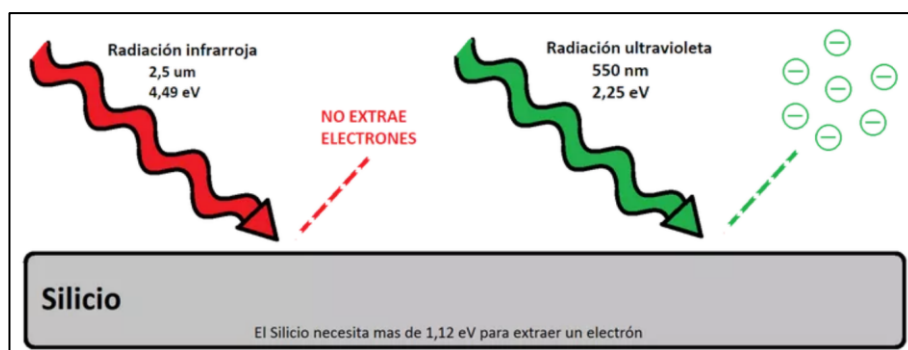 Radiación infrarroja
2,5 um
4,49 eV
NO EXTRAE
ELECTRONES
Radiación ultravioleta
550 nm
2,25 eV
Silicio
El Silicio necesita mas de 1,12 eV para extraer un electrón